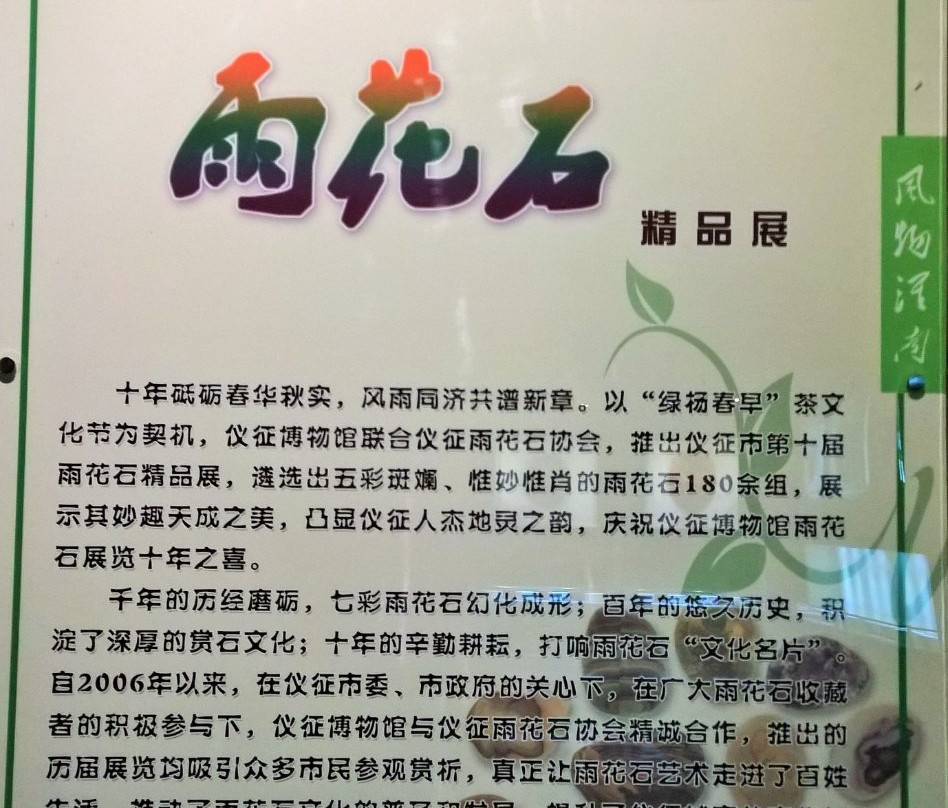 雨花石
精品展
风物淮南
十年砥砺春华秋实，风雨同济共谱新章。以“绿杨春早”茶文
化节为契机，仪征博物馆联合仪征雨花石协会，推出仪征市第十届
雨花石精品展，遴选出五彩斑斓、惟妙惟肖的雨花石180余组，展
示其妙趣天成之美，凸显仪征人杰地灵之韵，庆祝仪征博物馆雨花
石展览十年之喜。
千年的历经磨砺，七彩雨花石幻化成形；百年的悠久历史，积
淀了深厚的赏石文化；十年的辛勤耕耘，打响雨花石“文化名片”。
自2006年以来，在仪征市委、市政府的关心下，在广大雨花石收藏
者的积极参与下，仪征博物馆与仪征雨花石协会精诚合作，推出的
历届展览均吸引众多市民参观赏析，真正让雨花石艺术走进了百姓